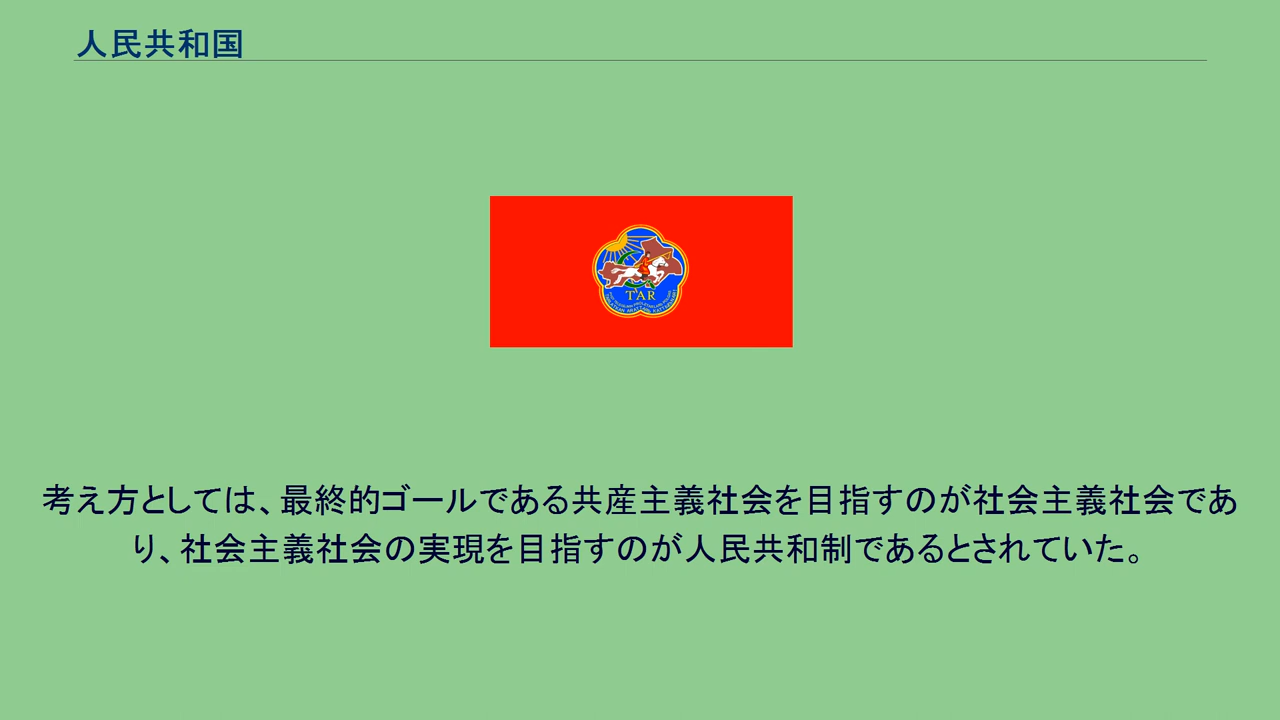 人民共和国
TAR
考え方としては、最終的ゴールである共産主義社会を目指すのが社会主義社会であ
り、社会主義社会の実現を目指すのが人民共和制であるとされていた。